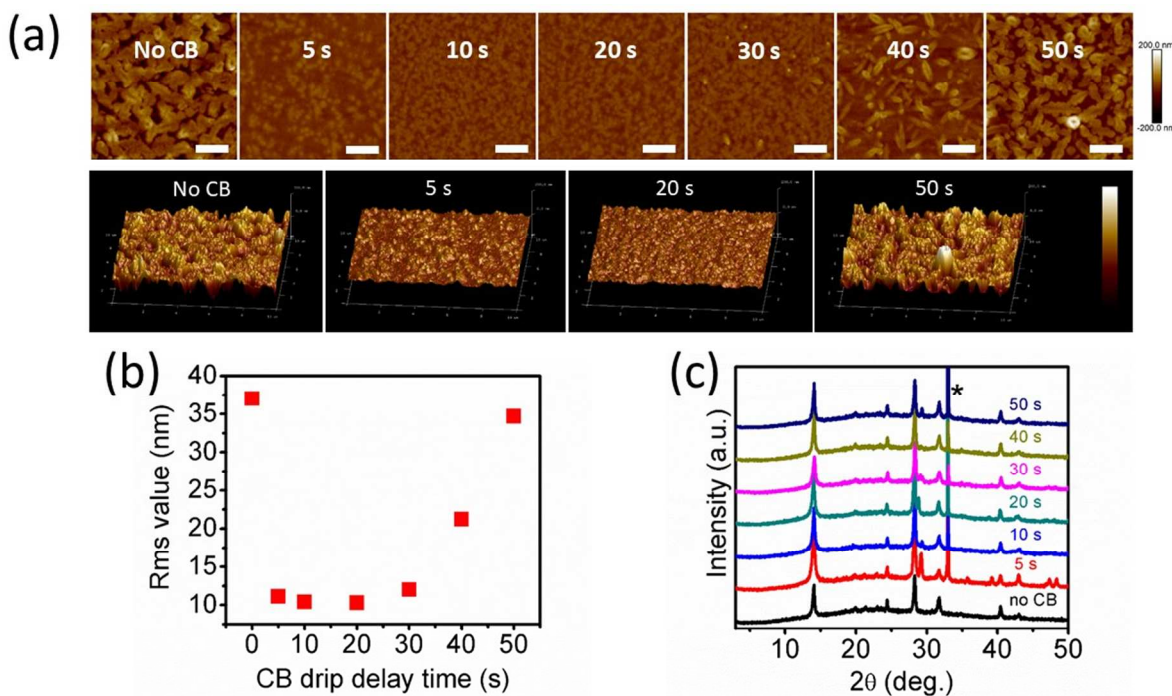 (a)
No CB 5 s 10 s 20 s 30 s 40 s 50 s
200.0 nm
-200.0 nm
No CB 5 s 20 s 50 s
(b)
Rms value (nm)
40
35
30
25
20
15
10
0 10 20 30 40 50
CB drip delay time (s)
(c)
Intensity (a.u.)
*
50 s
40 s
30 s
20 s
10 s
5 s
no CB
10 20 30 40 50
2θ (deg.)